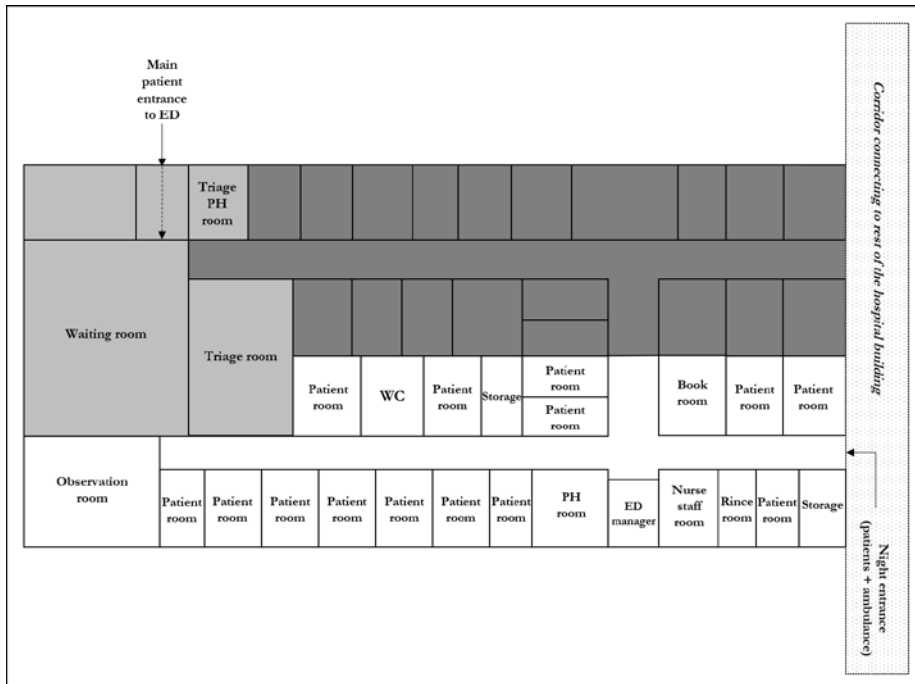 Main
patient
entrance
to ED
Corridor connecting to rest of the hospital building
Triage
PH
room
Waiting room
Triage room
Patient
room
WC
Patient
room
Storage
Patient
room
Patient
room
Book
room
Patient
room
Patient
room
Observation
room
Patient
room
Patient
room
Patient
room
Patient
room
Patient
room
Patient
room
Patient
room
PH
room
ED
manager
Nurse
staff
room
Rince
room
Patient
room
Storage
Night entrance
(patients + ambulance)